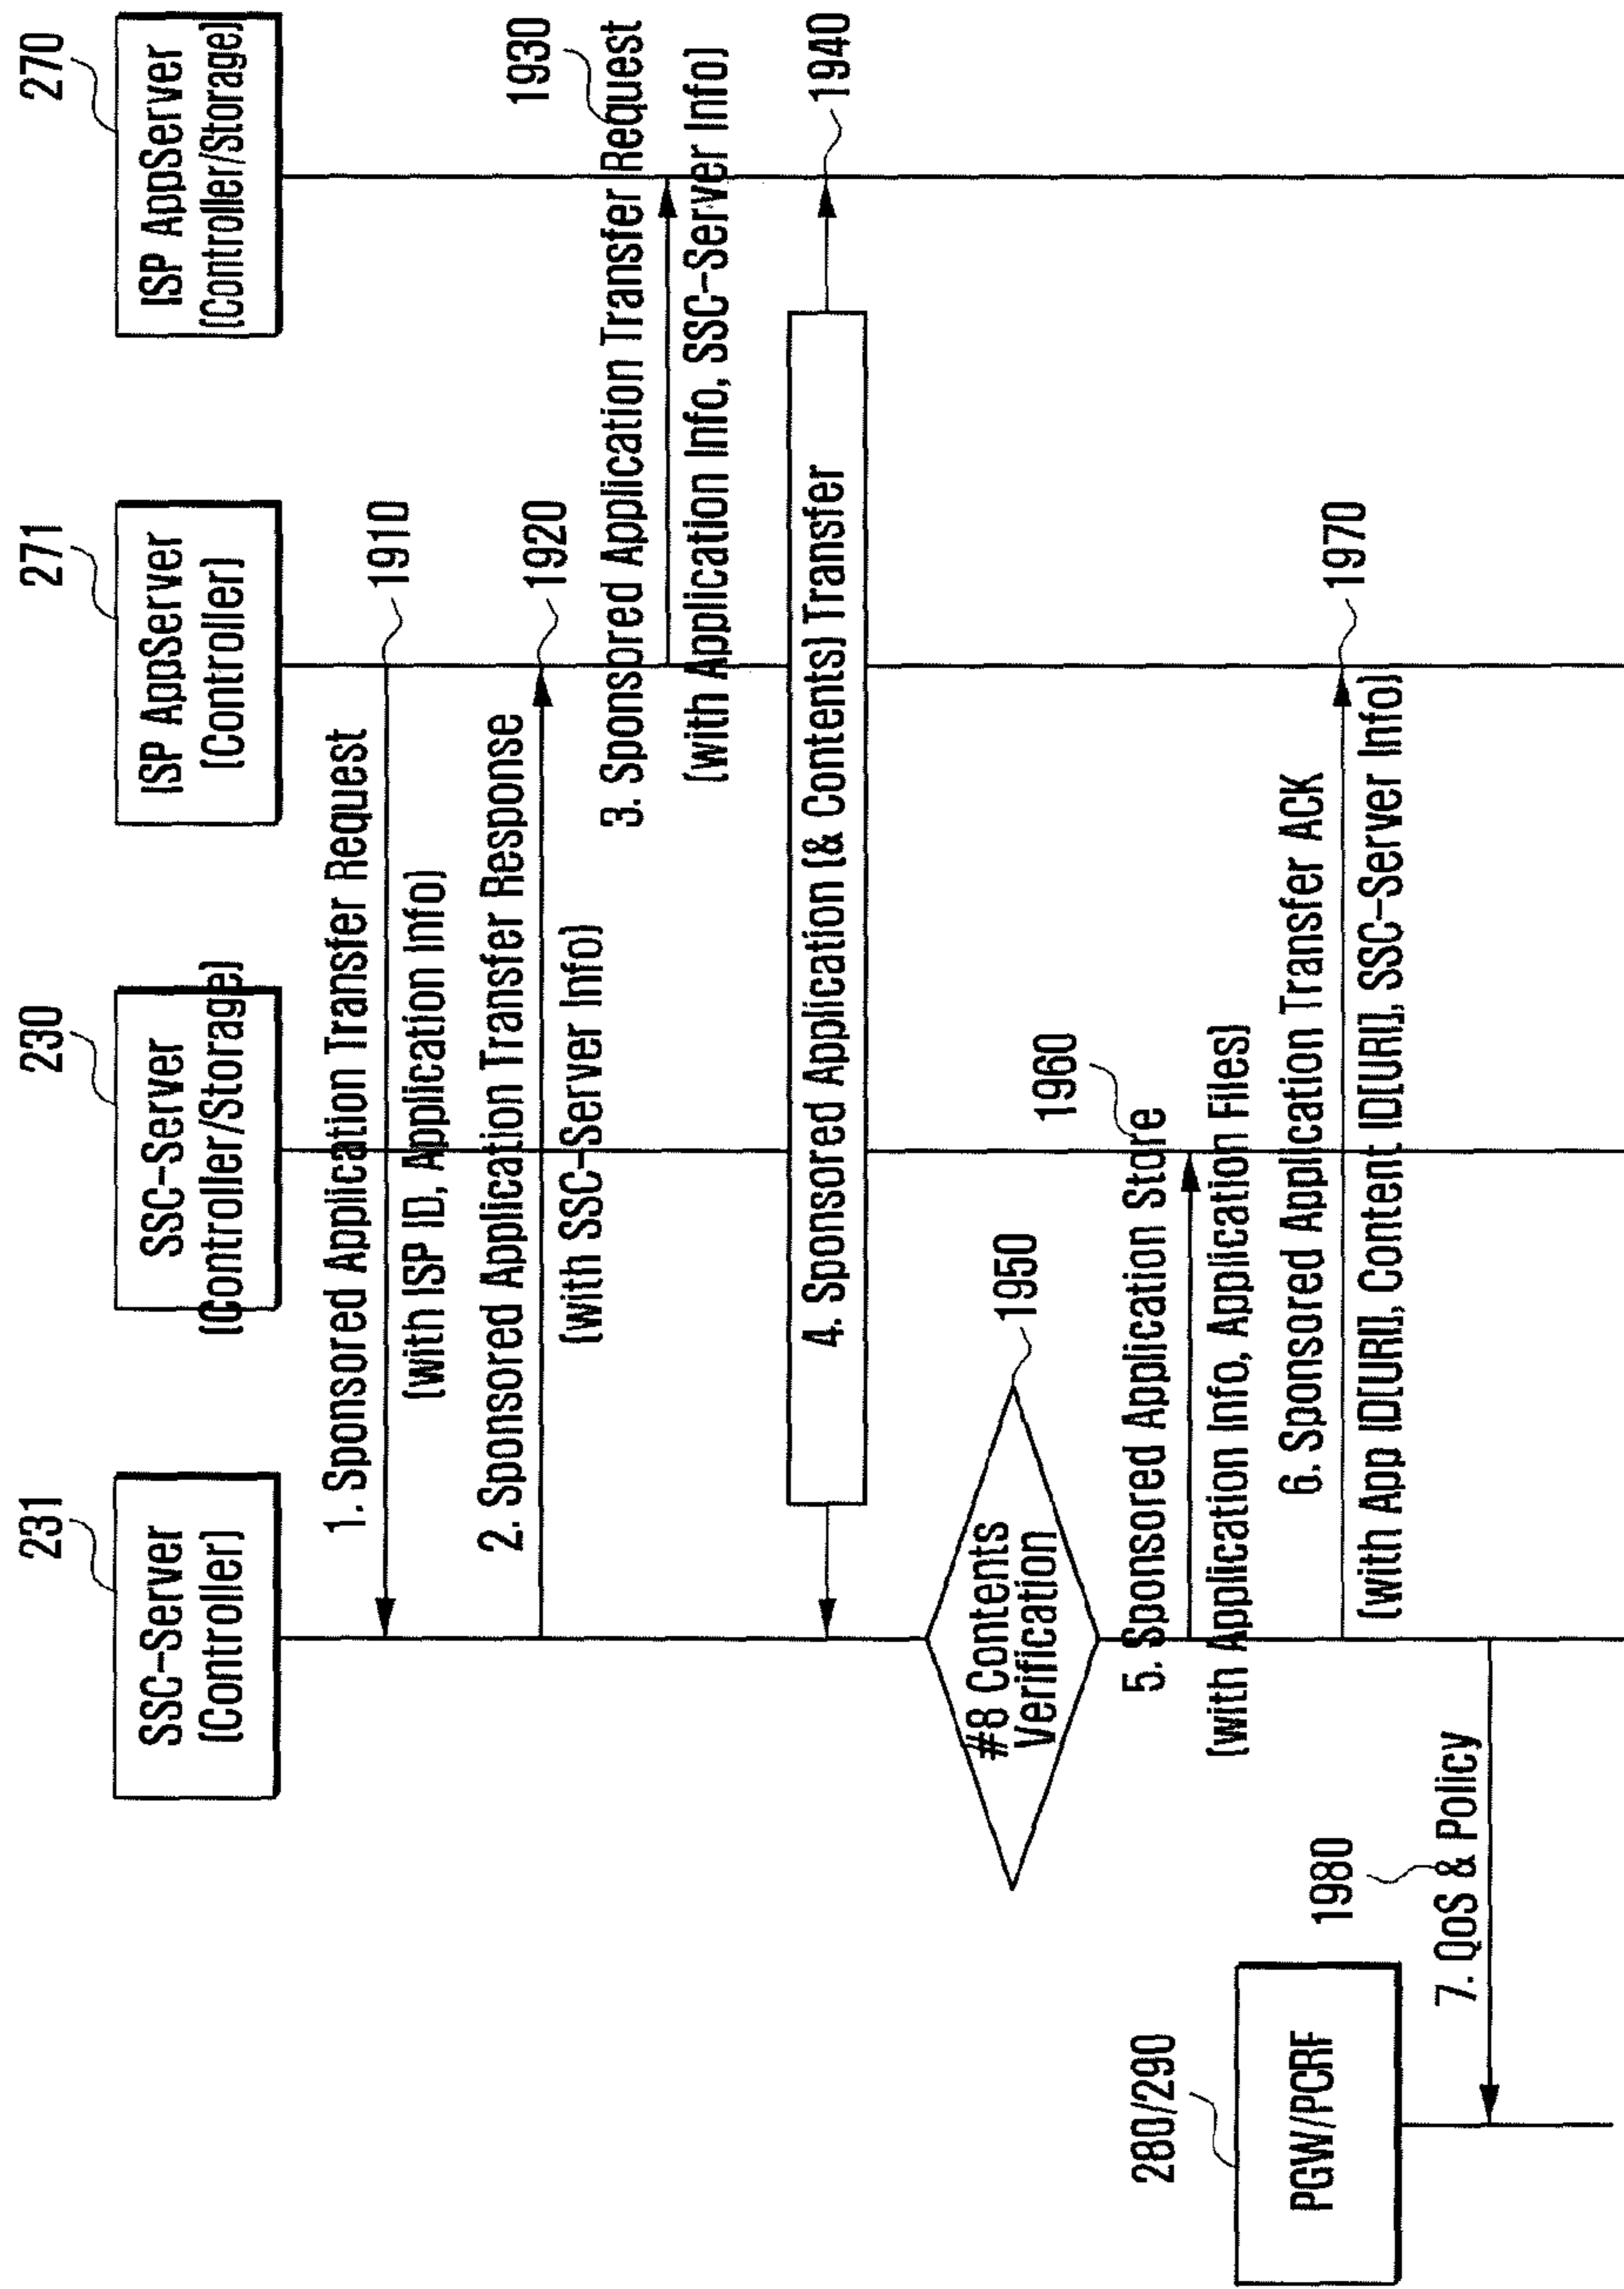 231
SSC-Server
(Controller)
230
SSC-Server
(Controller/Storage)
271
ISP AppServer
(Controller)
270
ISP AppServer
(Controller/Storage)
1. Sponsored Application Transfer Request
1910
(with ISP ID, Application Info)
2. Sponsored Application Transfer Response
1920
(with SSC-Server Info)
1930
3. Sponsored Application Transfer Request
(with Application Info, SSC-Server Info)
4. Sponsored Application (& Contents) Transfer
1940
#8 Contents
Verification
1950
1960
5. Sponsored Application Store
(with Application Info, Application Files)
6. Sponsored Application Transfer ACK
1970
(with App ID[URI], Content ID[URI], SSC-Server Info)
280/290
PGW/PCRF
1980
7. QoS & Policy